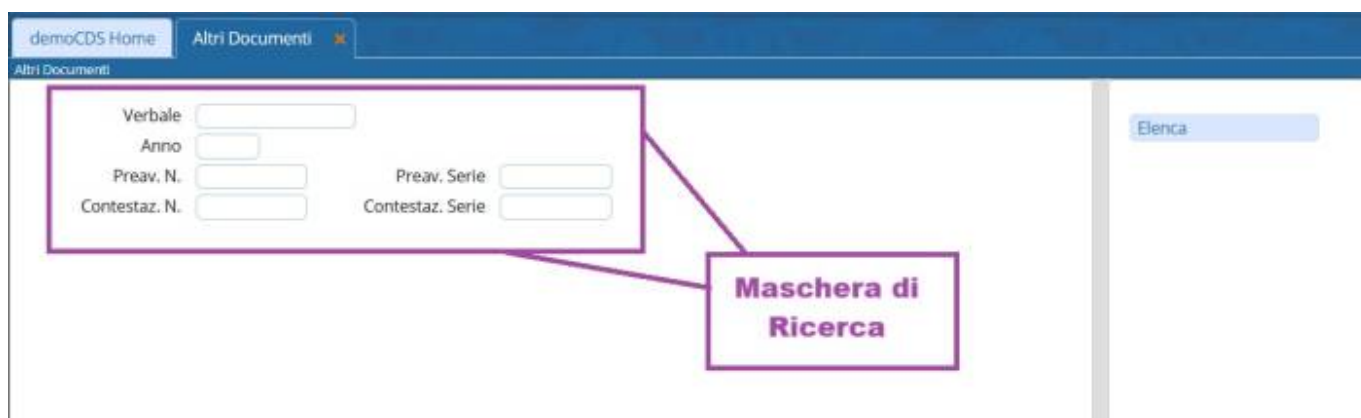 demoCDS Home Altri Documenti ×
Altri Documenti
Verbale
Anno
Preav. N. Preav. Serie
Contestaz. N. Contestaz. Serie
Elenca
Maschera di
Ricerca